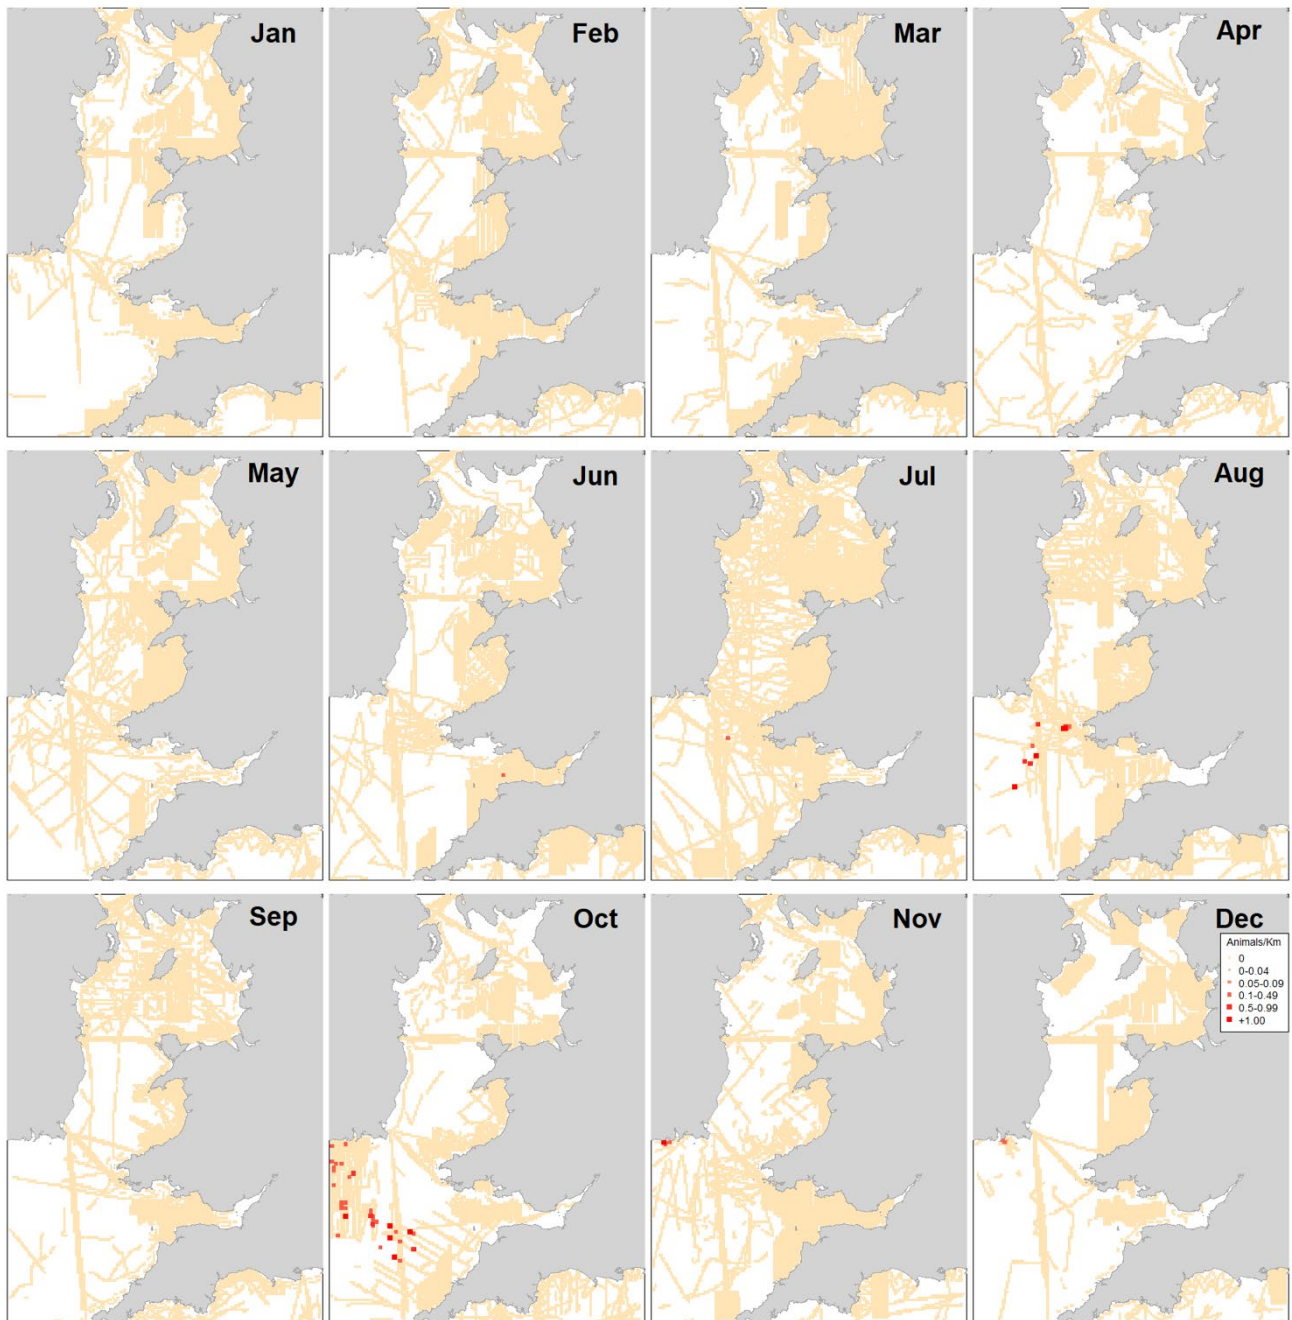 Jan
Feb
Mar
Apr
May
Jun
Jul
Aug
Sep
Oct
Nov
Dec
Animals/Km
0
0-0.04
0.05-0.09
0.1-0.49
0.5-0.99
+1.00